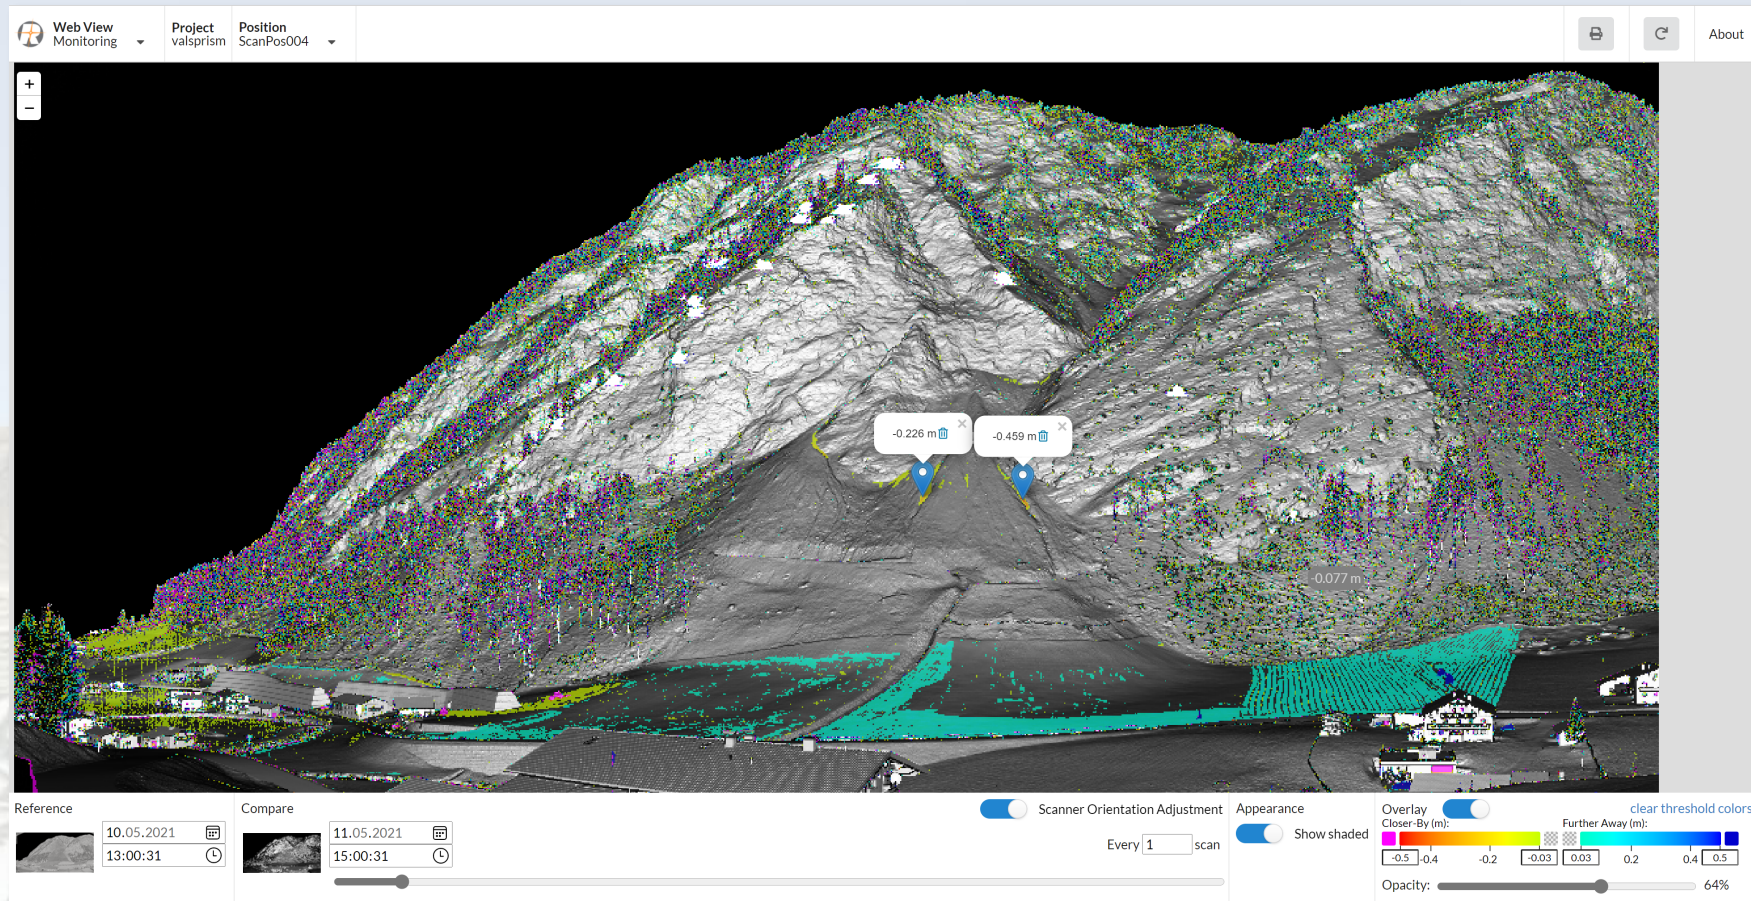 Web View
Monitoring
Project
valsprism
Position
ScanPos004
About
+
−
-0.226 m
×
-0.459 m
×
-0.077 m
Reference
10.05.2021
13:00:31
Compare
11.05.2021
15:00:31
Scanner Orientation Adjustment
Every 1 scan
Appearance
Show shaded
Overlay
clear threshold colors
Closer-By (m):
Further Away (m):
-0.5 -0.4 -0.2 -0.03 0.03 0.2 0.4 0.5
Opacity: 64%